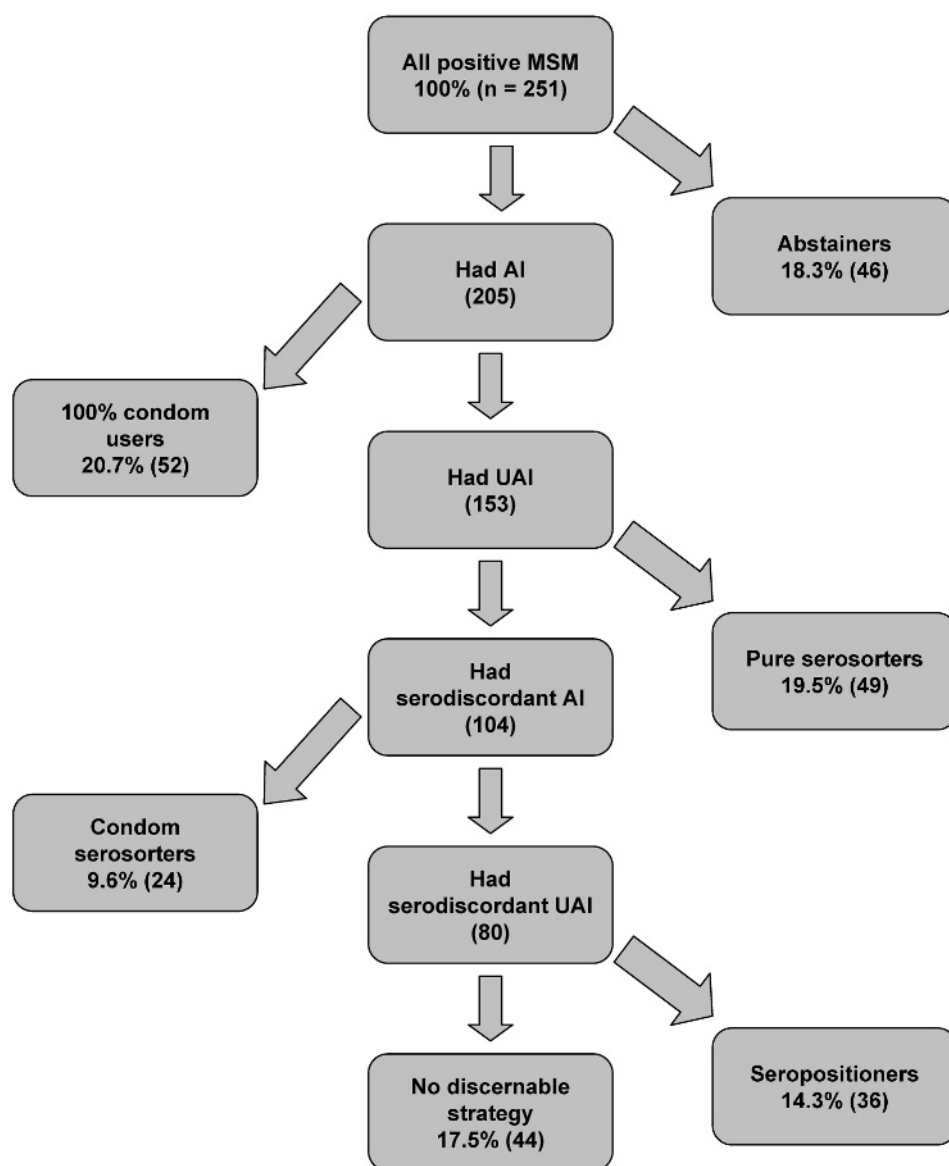 All positive MSM
100% (n = 251)
Abstainers
18.3% (46)
Had AI
(205)
100% condom
users
20.7% (52)
Had UAI
(153)
Pure serosorters
19.5% (49)
Had
serodiscordant AI
(104)
Condom
serosorters
9.6% (24)
Had
serodiscordant UAI
(80)
Seropositioners
14.3% (36)
No discernable
strategy
17.5% (44)